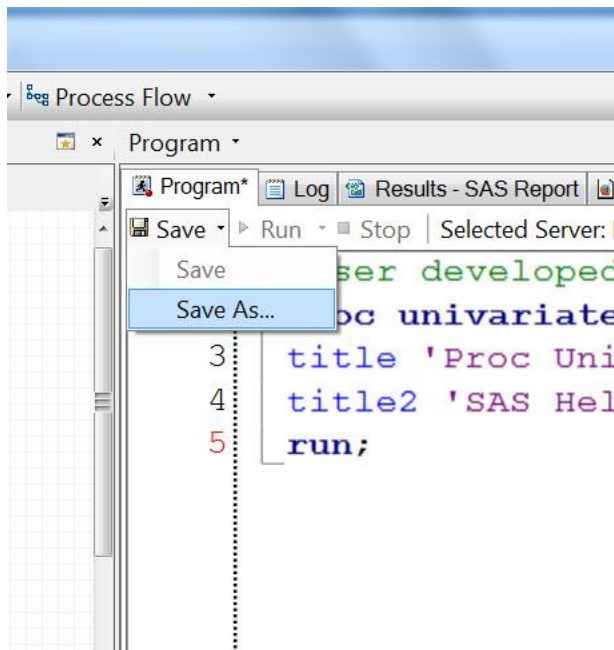 Process Flow
Program
Program* Log Results - SAS Report
Save Run Stop Selected Server:
Save ser developed
Save As... oc univariate
3 title 'Proc Uni
4 title2 'SAS Hel
5 run;